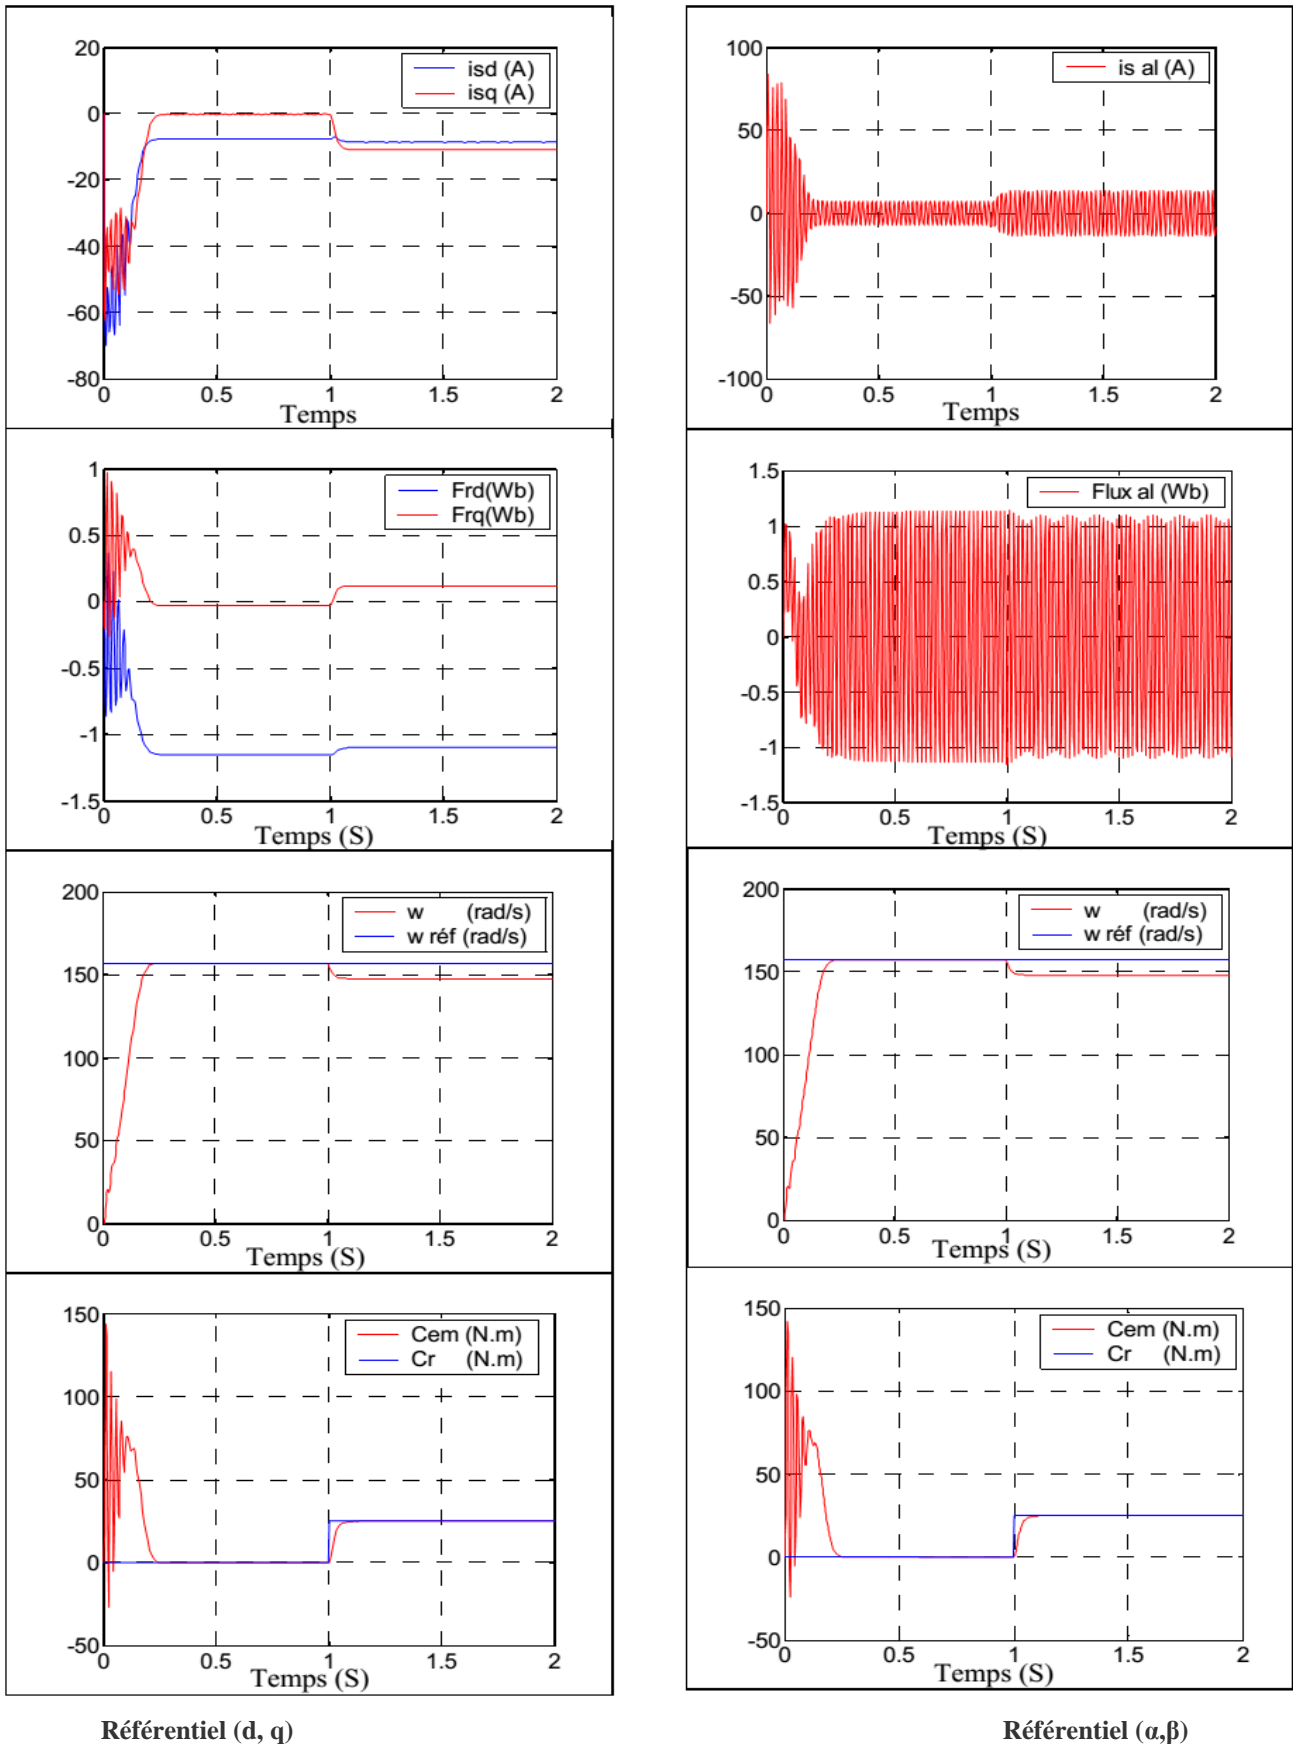 20
0
-20
-40
-60
-80
0 0.5 1 1.5 2
isd (A)
isq (A)
Temps
100
50
0
-50
-100
0 0.5 1 1.5 2
is al (A)
Temps
1
0.5
0
-0.5
-1
-1.5
0 0.5 1 1.5 2
Frd(Wb)
Frq(Wb)
Temps (S)
1.5
1
0.5
0
-0.5
-1
-1.5
0 0.5 1 1.5 2
Flux al (Wb)
Temps (S)
200
150
100
50
0
0 0.5 1 1.5 2
w (rad/s)
w réf (rad/s)
Temps (S)
200
150
100
50
0
0 0.5 1 1.5 2
w (rad/s)
w réf (rad/s)
Temps (S)
150
100
50
0
-50
0 0.5 1 1.5 2
Cem (N.m)
Cr (N.m)
Temps (S)
150
100
50
0
-50
0 0.5 1 1.5 2
Cem (N.m)
Cr (N.m)
Temps (S)
Référentiel (d, q)
Référentiel (α,β)